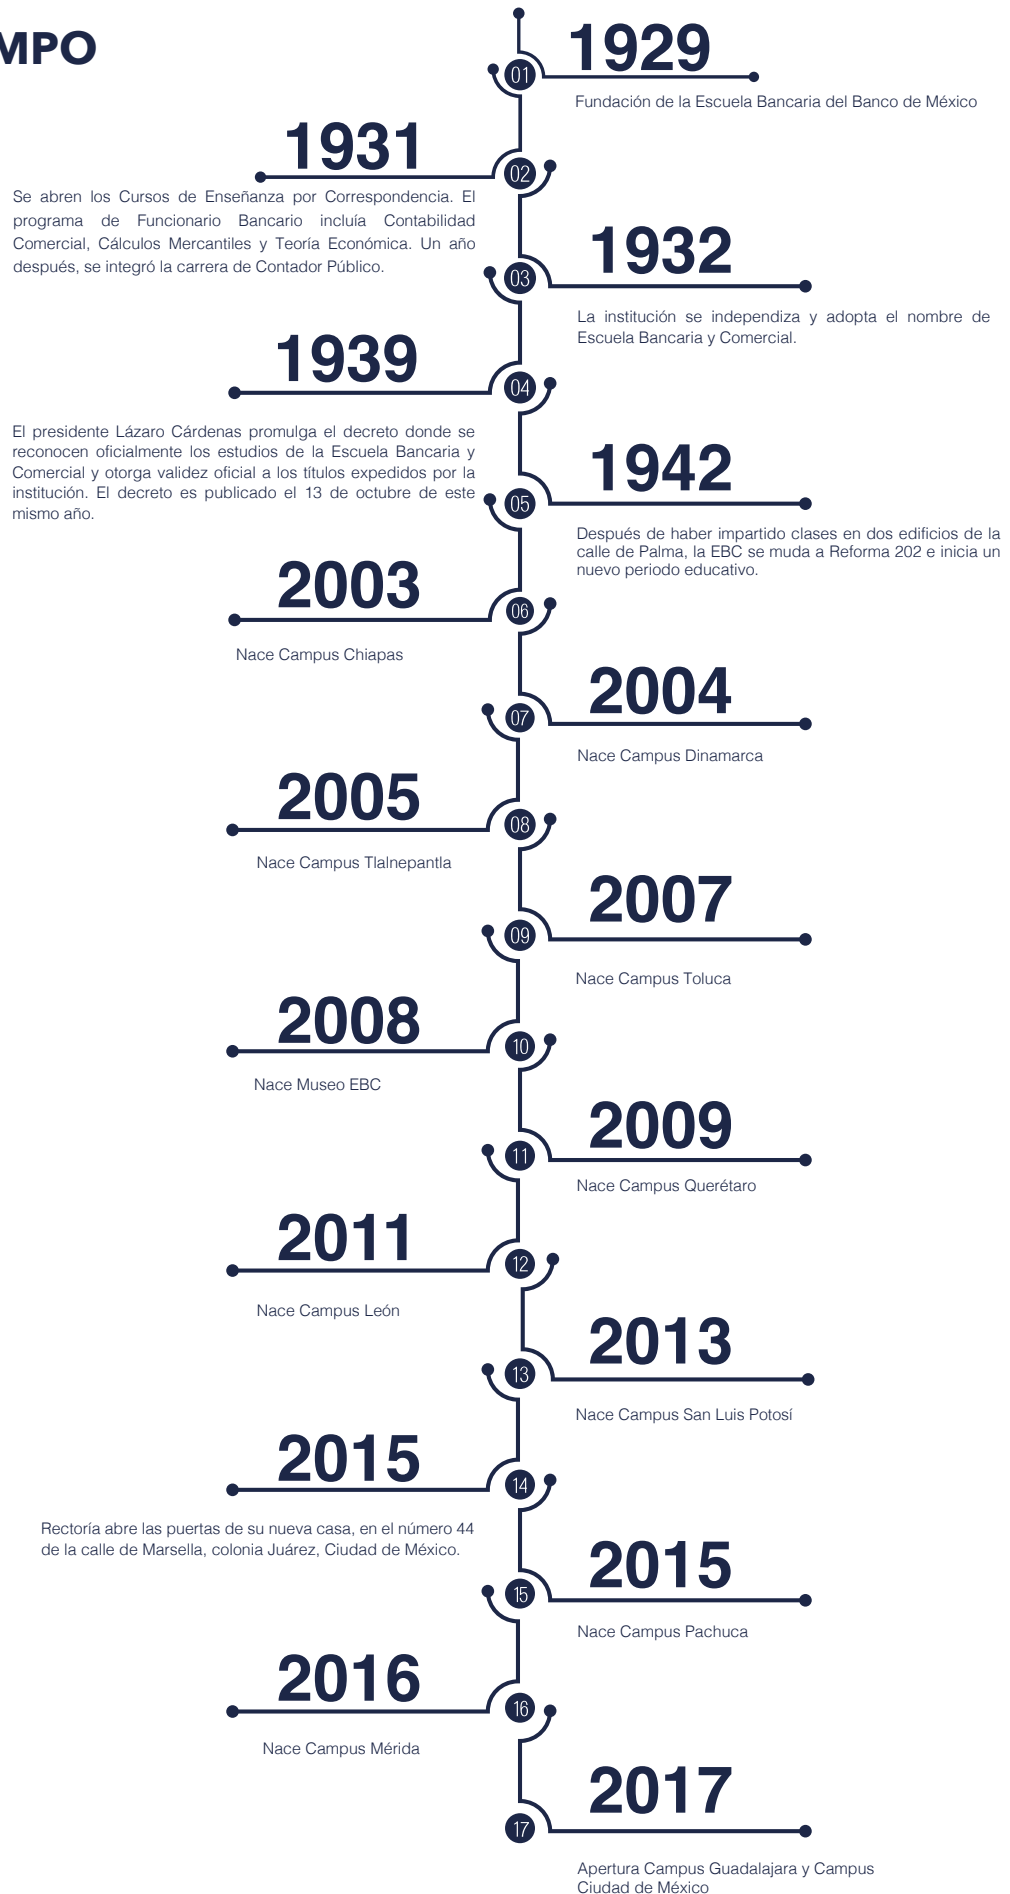 MPO
01
1929
Fundación de la Escuela Bancaria del Banco de México
1931
02
Se abren los Cursos de Enseñanza por Correspondencia. El
programa de Funcionario Bancario incluía Contabilidad
Comercial, Cálculos Mercantiles y Teoría Económica. Un año
después, se integró la carrera de Contador Público.
03
1932
La institución se independiza y adopta el nombre de
Escuela Bancaria y Comercial.
1939
04
El presidente Lázaro Cárdenas promulga el decreto donde se
reconocen oficialmente los estudios de la Escuela Bancaria y
Comercial y otorga validez oficial a los títulos expedidos por la
institución. El decreto es publicado el 13 de octubre de este
mismo año.
05
1942
Después de haber impartido clases en dos edificios de la
calle de Palma, la EBC se muda a Reforma 202 e inicia un
nuevo periodo educativo.
2003
06
Nace Campus Chiapas
07
2004
Nace Campus Dinamarca
2005
08
Nace Campus Tlalnepantla
09
2007
Nace Campus Toluca
2008
10
Nace Museo EBC
11
2009
Nace Campus Querétaro
2011
12
Nace Campus León
13
2013
Nace Campus San Luis Potosí
2015
14
Rectoría abre las puertas de su nueva casa, en el número 44
de la calle de Marsella, colonia Juárez, Ciudad de México.
15
2015
Nace Campus Pachuca
2016
16
Nace Campus Mérida
17
2017
Apertura Campus Guadalajara y Campus
Ciudad de México